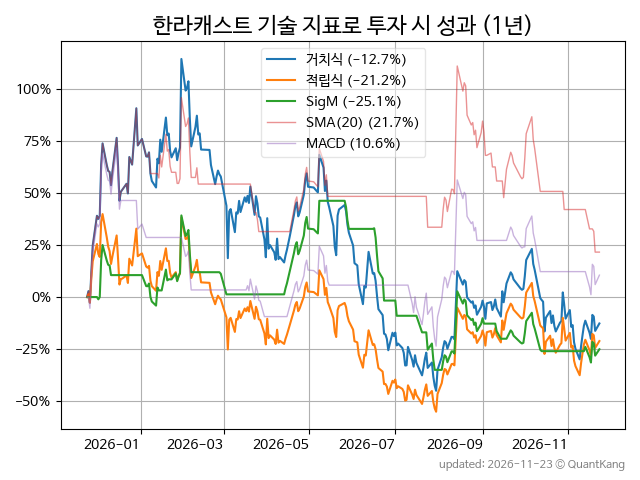 한라캐스트 기술 지표로 투자 시 성과 (1년)
거치식 (-12.7%)
적립식 (-21.2%)
SigM (-25.1%)
SMA(20) (21.7%)
MACD (10.6%)
100%
75%
50%
25%
0%
-25%
-50%
2026-01
2026-03
2026-05
2026-07
2026-09
2026-11
updated: 2026-11-23 © QuantKang